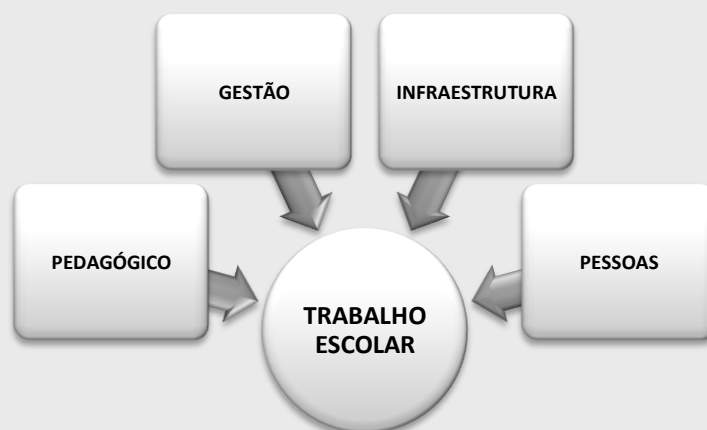 GESTÃO
INFRAESTRUTURA
PEDAGÓGICO
PESSOAS
TRABALHO
ESCOLAR